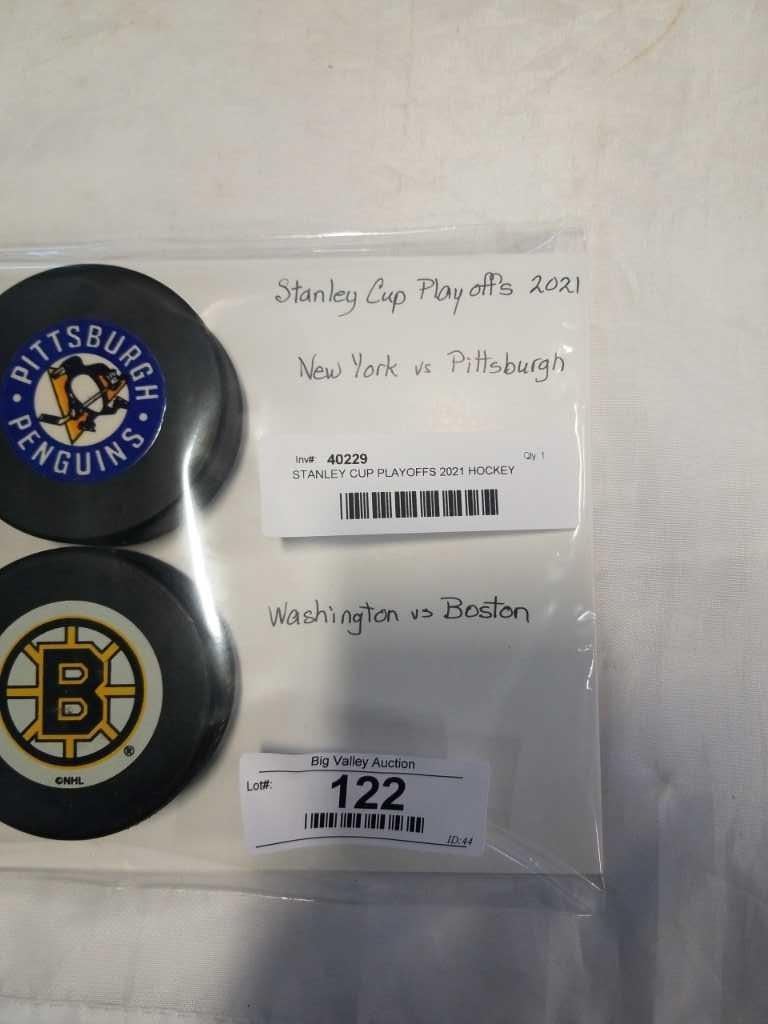 PITTSBURGH
PENGUINS
Stanley Cup Playoffs 2021
New York vs Pittsburgh
Inv#: 40229 Qty: 1
STANLEY CUP PLAYOFFS 2021 HOCKEY
B
®
©NHL
Washington vs Boston
Big Valley Auction
Lot#: 122
ID:44